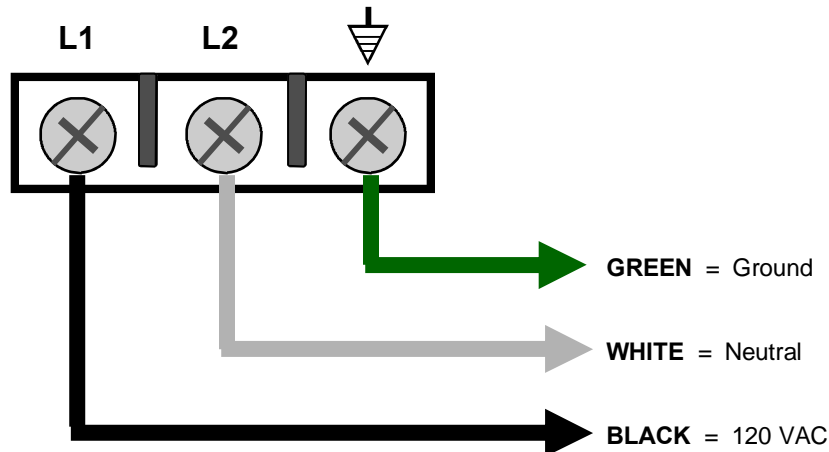 L1 L2
GREEN = Ground
WHITE = Neutral
BLACK = 120 VAC